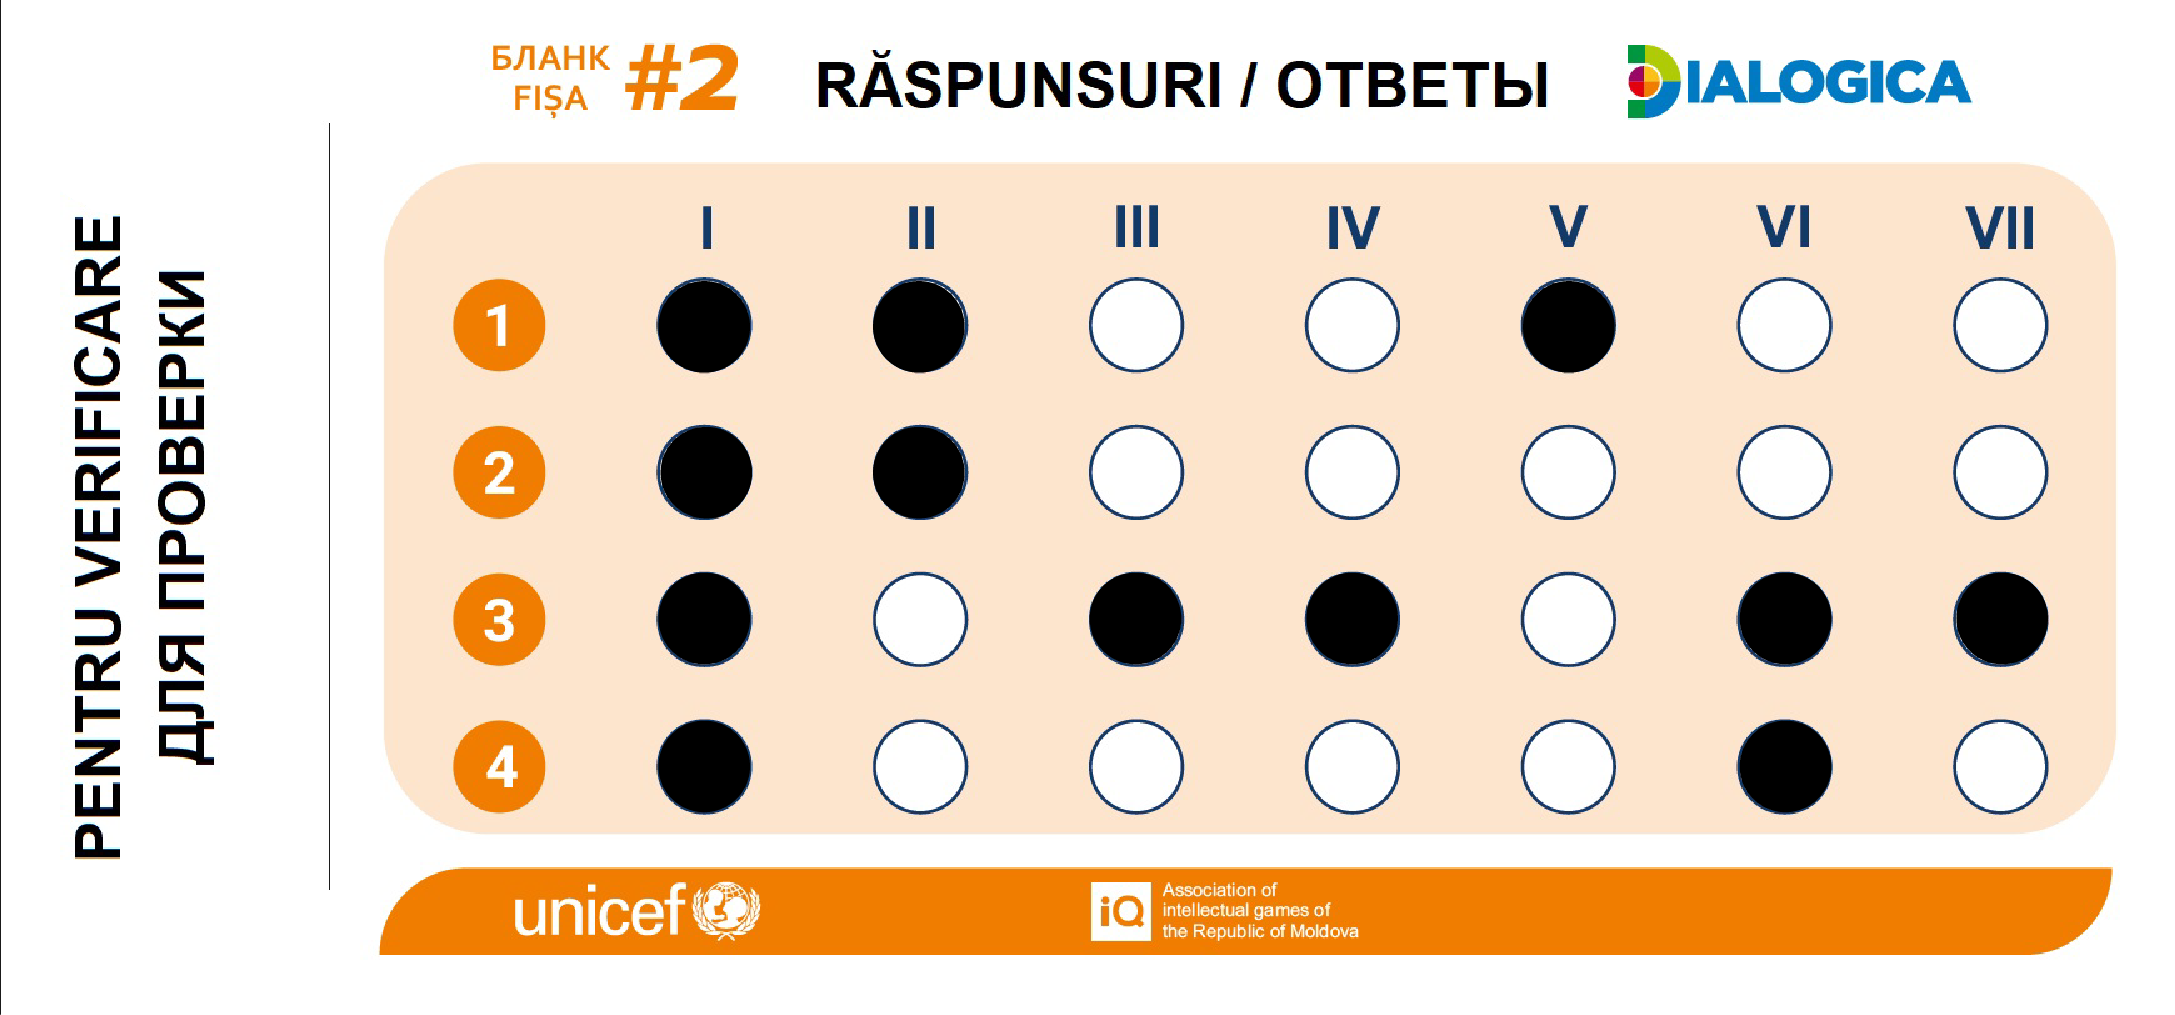 БЛАНК
FIȘA
#2
RĂSPUNSURI / ОТВЕТЫ
DIALOGICA
PENTRU VERIFICARE
ДЛЯ ПРОВЕРКИ
I II III IV V VI VII
1
2
3
4
unicef
iQ
Association of
intellectual games of
the Republic of Moldova